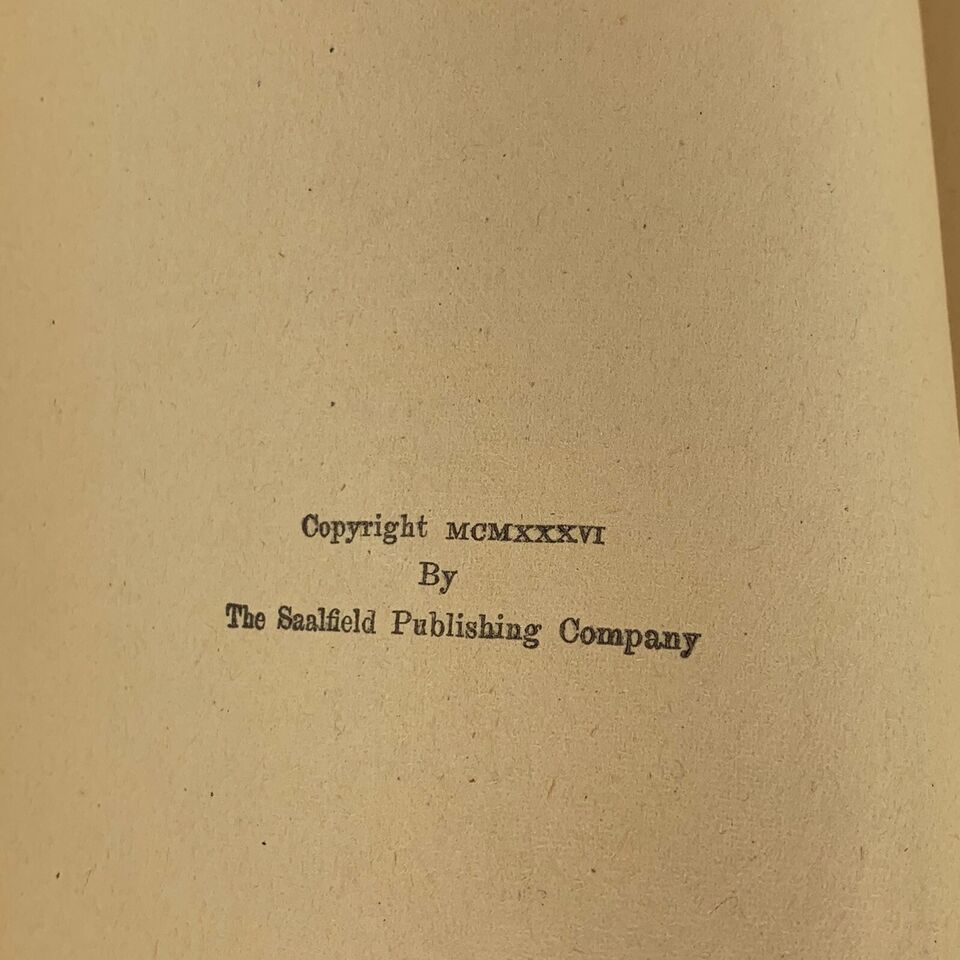 Copyright MCMXXXVI
By
The Saalfield Publishing Company